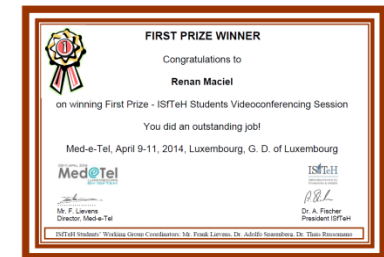 FIRST PRIZE WINNER
1
Congratulations to
Renan Maciel
on winning First Prize - ISfTeH Students Videoconferencing Session
You did an outstanding job!
Med-e-Tel, April 9-11, 2014, Luxembourg, G. D. of Luxembourg
Med@Tel
ISfTeH
Mr. F. Lievens
Director, Med-e-Tel
Dr. A. Fischer
President ISfTeH
ISfTeH Students' Working Group Coordinators: Mr. Frank Lievens, Dr. Adolfo Sparenberg, Dr. Thais Russomano